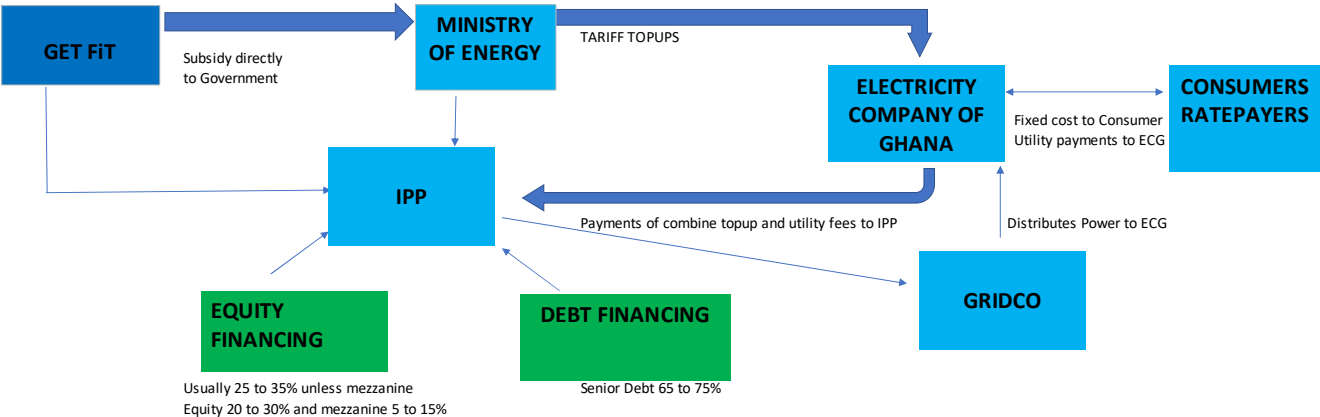 GET FiT
Subsidy directly
to Government
MINISTRY
OF ENERGY
TARIFF TOPUPS
ELECTRICITY
COMPANY OF
GHANA
Fixed cost to Consumer
Utility payments to ECG
CONSUMERS
RATEPAYERS
IPP
Payments of combine topup and utility fees to IPP
Distributes Power to ECG
GRIDCO
EQUITY
FINANCING
Usually 25 to 35% unless mezzanine
Equity 20 to 30% and mezzanine 5 to 15%
DEBT FINANCING
Senior Debt 65 to 75%